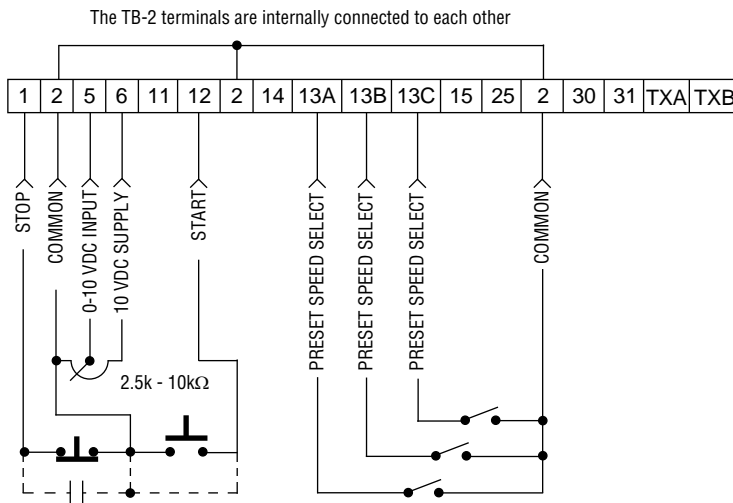 The TB-2 terminals are internally connected to each other
1 2 5 6 11 12 2 14 13A 13B 13C 15 25 2 30 31 TXA TXB
STOP
COMMON
0-10 VDC INPUT
10 VDC SUPPLY
START
PRESET SPEED SELECT
PRESET SPEED SELECT
PRESET SPEED SELECT
COMMON
2.5k - 10kΩ